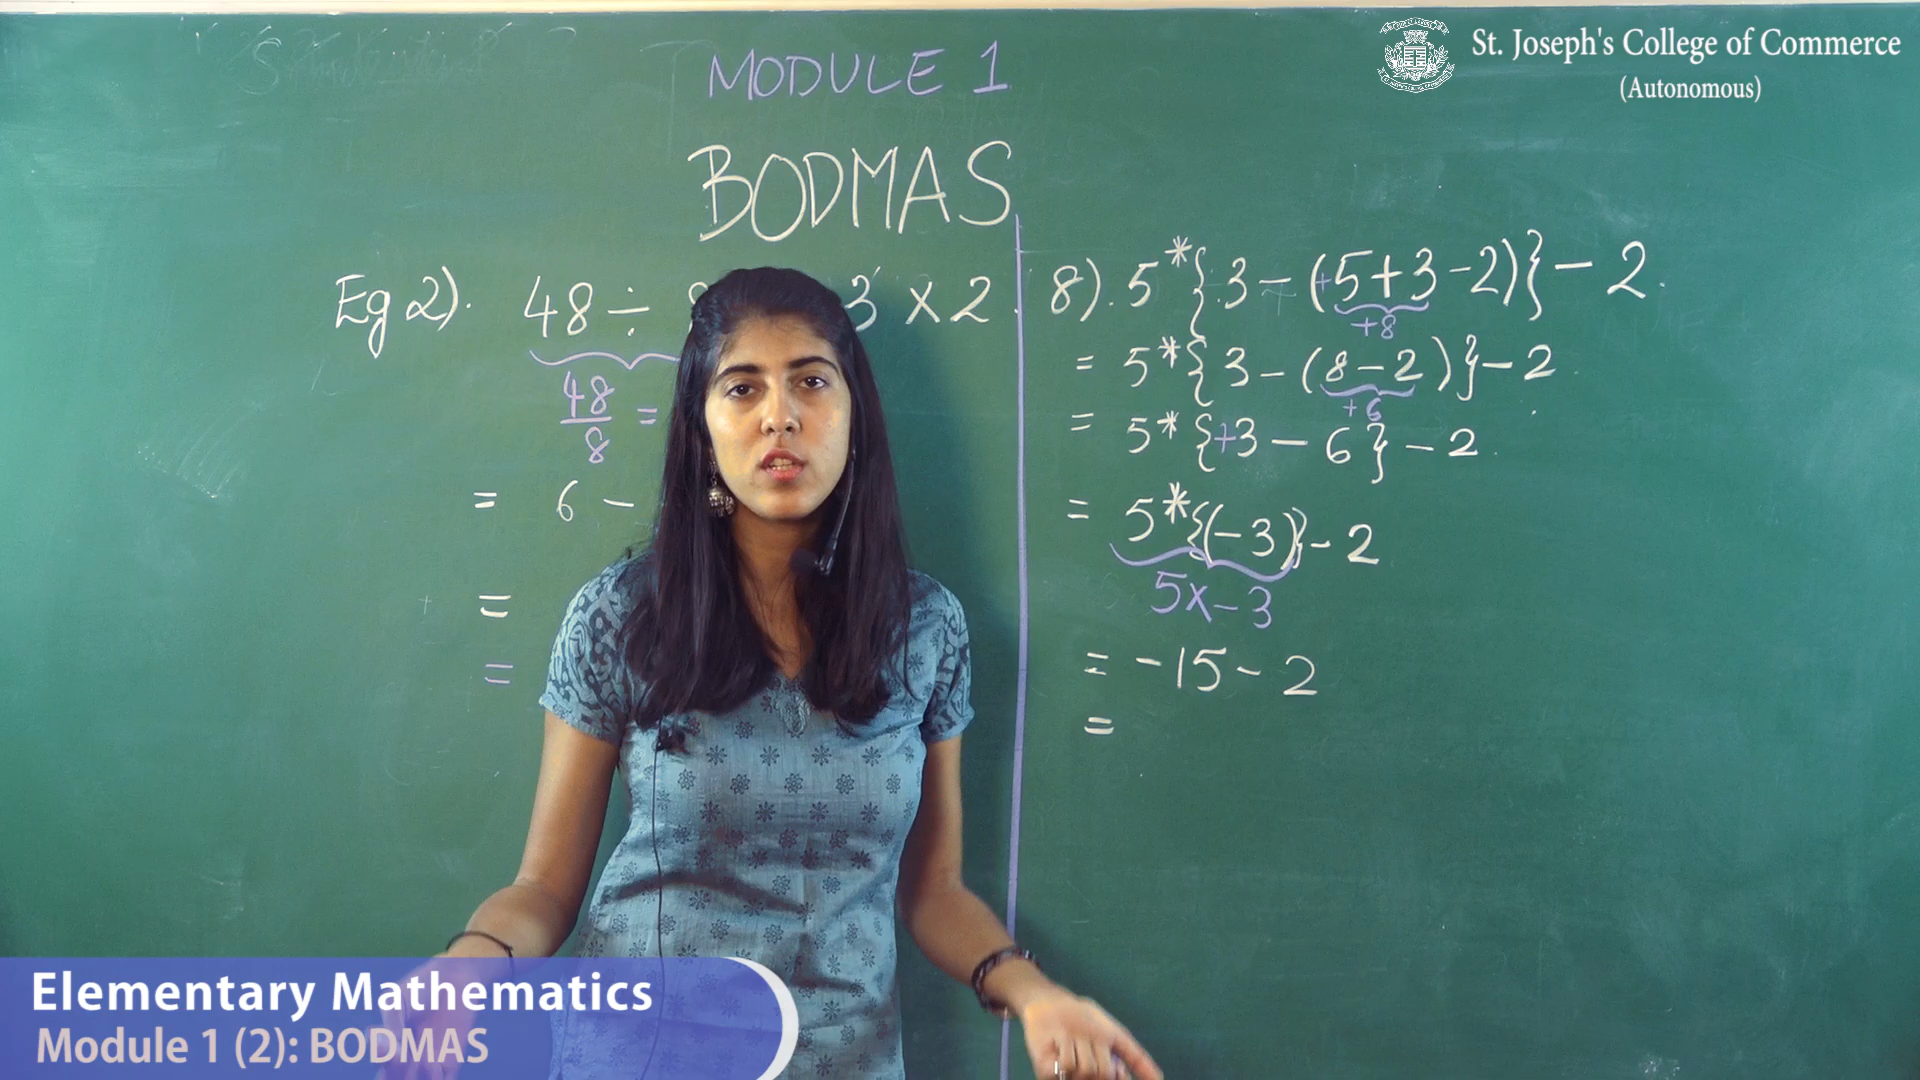 St. Joseph's College of Commerce
(Autonomous)
MODULE 1
BODMAS
Eg 2). 48 ÷ 3 × 2
48
8
=
= 6 -
=
=
8). 5*{3-(+5+3-2)}-2.
+8
= 5*{3-(8-2)}-2
+6
= 5*{+3-6}-2
= 5*{(-3)}-2
5x-3
= -15-2
=
Elementary Mathematics
Module 1 (2): BODMAS